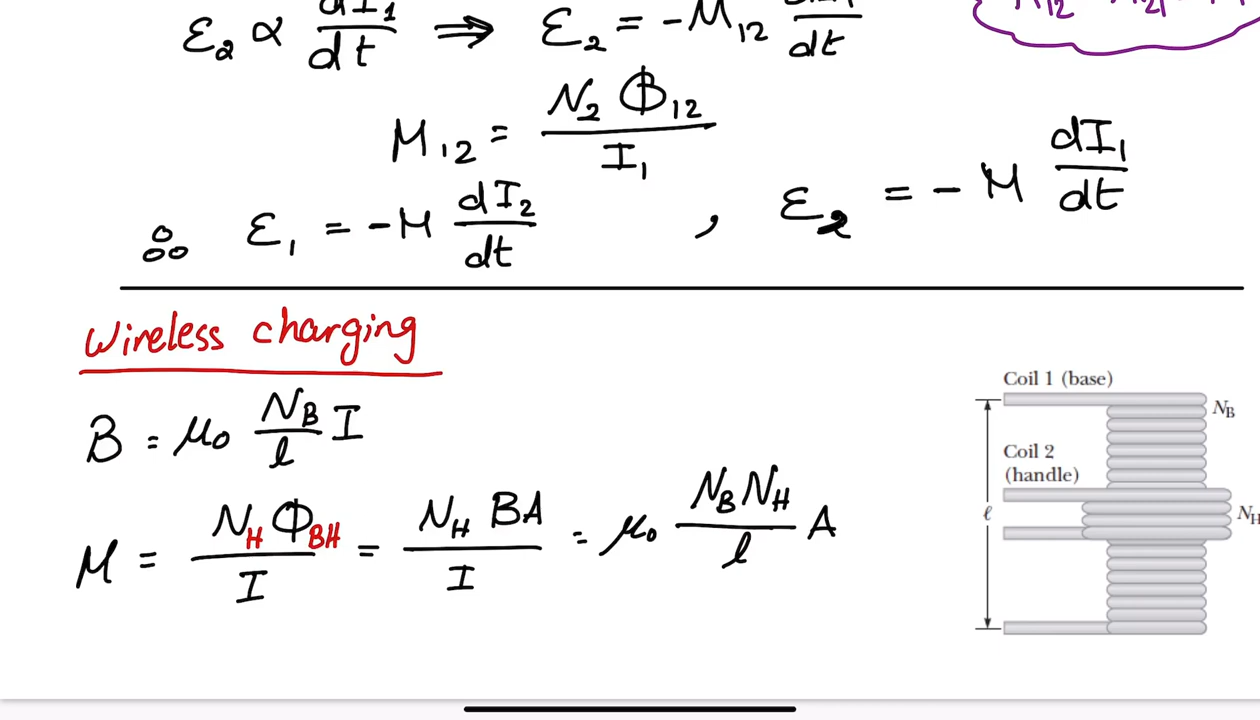 ε₂ ∝ dI₁/dt ⇒ ε₂ = -M₁₂ dI₁/dt
M₁₂ = N₂ Φ₁₂ / I₁
∴ ε₁ = -M dI₂/dt , ε₂ = -M dI₁/dt
Wireless charging
B = μ₀ N_B/ℓ I
M = N_H Φ_BH / I = N_H BA / I = μ₀ N_B N_H / ℓ A
Coil 1 (base)
N_B
Coil 2
(handle)
ℓ
N_H